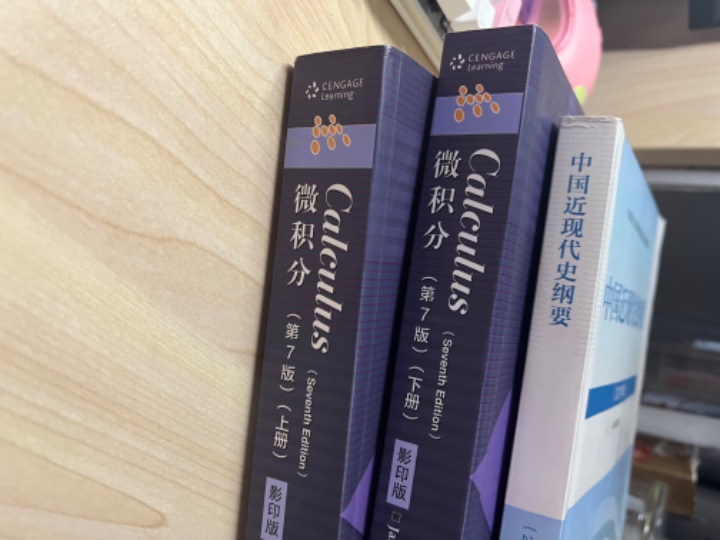 CENGAGE
Learning
Calculus
微积分
(第7版)(上册)
(Seventh Edition)
影印版
CENGAGE
Learning
Calculus
微积分
(第7版)(下册)
(Seventh Edition)
影印版
中国近现代史纲要